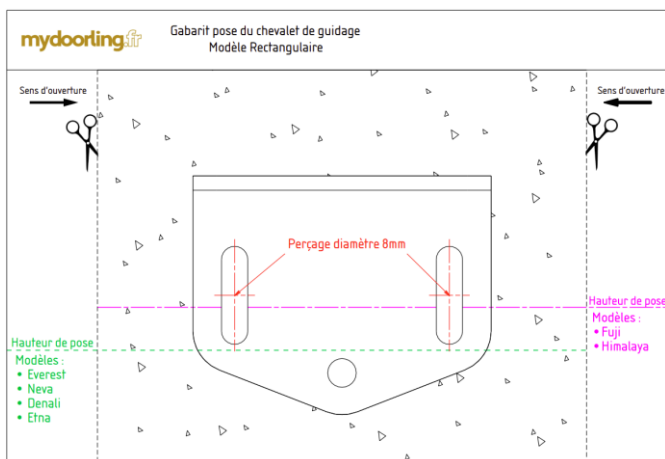 mydoorling.fr
Gabarit pose du chevalet de guidage
Modèle Rectangulaire
Sens d'ouverture
Sens d'ouverture
Perçage diamètre 8mm
Hauteur de pose
Modèles :
• Fuji
• Himalaya
Hauteur de pose
Modèles :
• Everest
• Neva
• Denali
• Etna